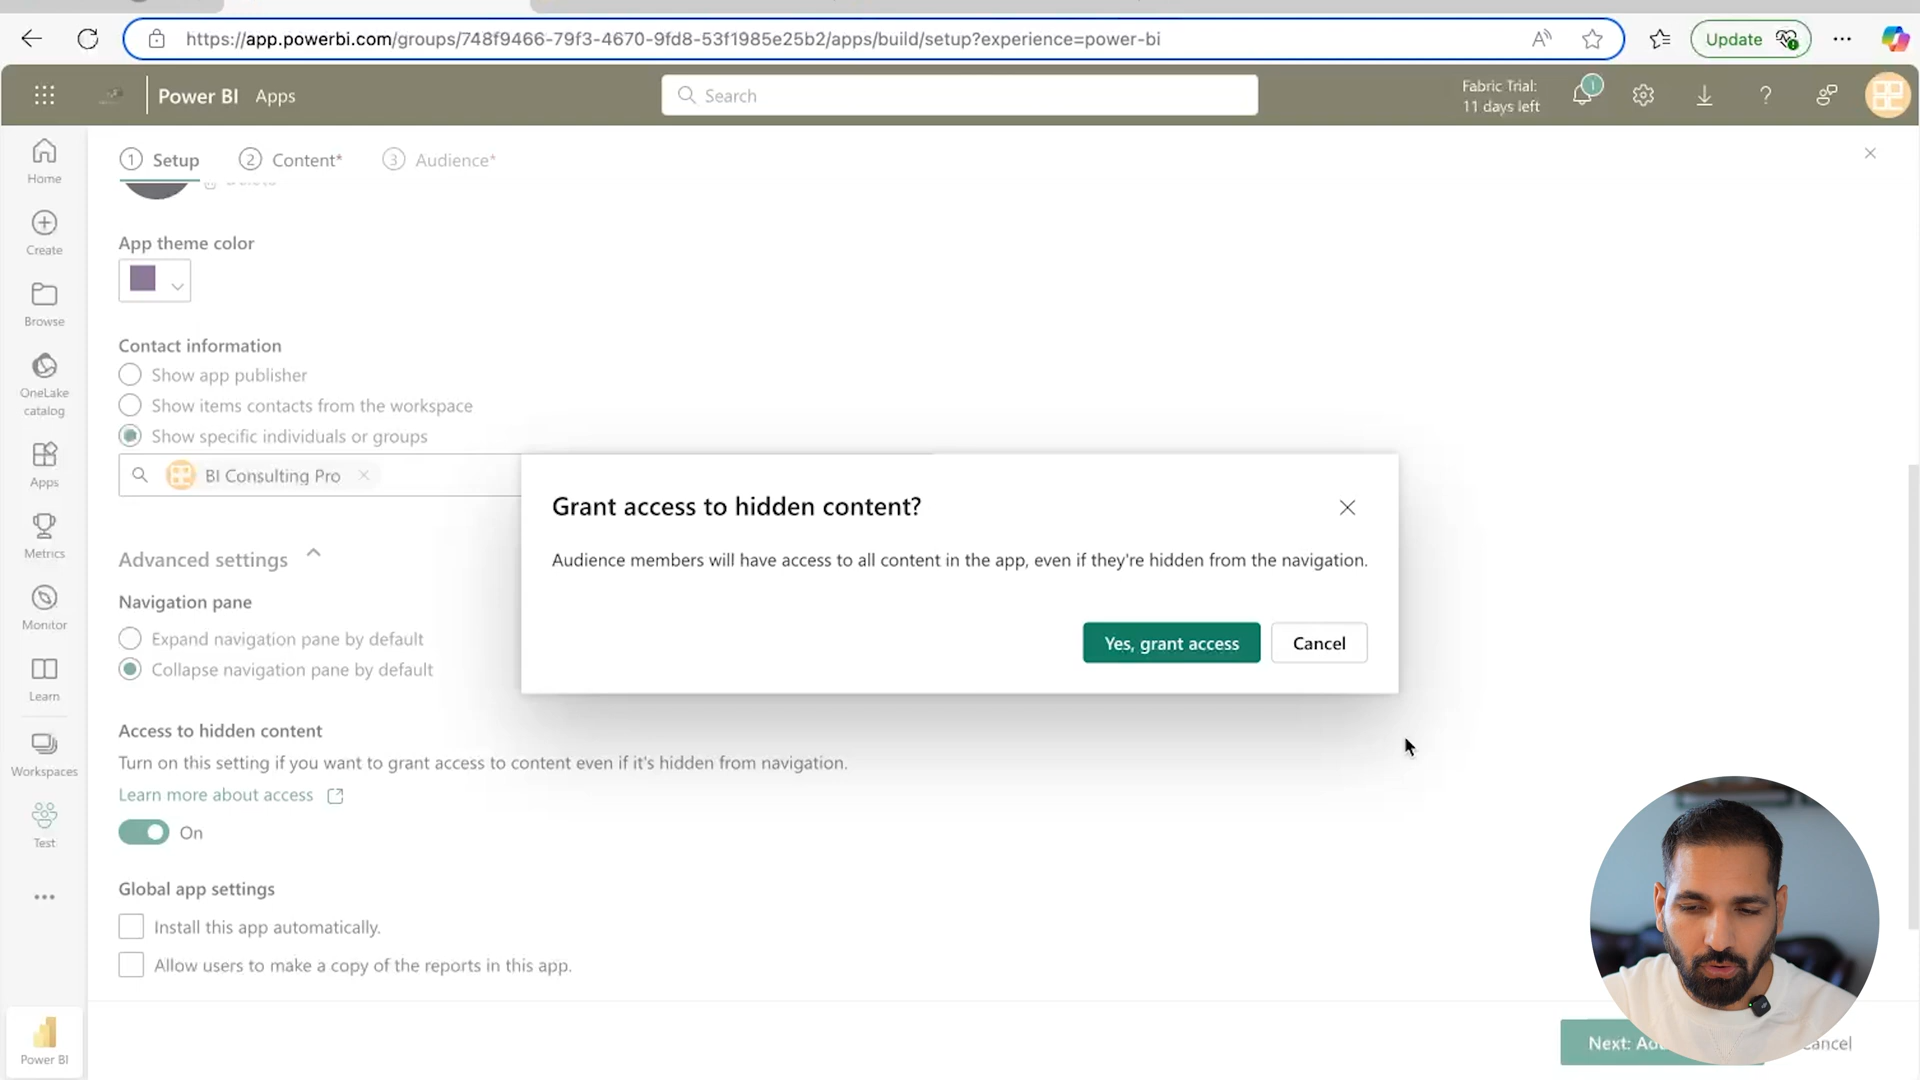 https://app.powerbi.com/groups/748f9466-79f3-4670-9fd8-53f1985e25b2/apps/build/setup?experience=power-bi
Update
Power BI Apps
Search
Fabric Trial:
11 days left
1
?
Home
Create
Browse
OneLake
catalog
Apps
Metrics
Monitor
Learn
Workspaces
Test
Power BI
1 Setup
2 Content*
3 Audience*
App theme color
Contact information
Show app publisher
Show items contacts from the workspace
Show specific individuals or groups
BI Consulting Pro
Advanced settings
Navigation pane
Expand navigation pane by default
Collapse navigation pane by default
Access to hidden content
Turn on this setting if you want to grant access to content even if it's hidden from navigation.
Learn more about access
On
Global app settings
Install this app automatically.
Allow users to make a copy of the reports in this app.
Grant access to hidden content?
Audience members will have access to all content in the app, even if they're hidden from the navigation.
Yes, grant access
Cancel
Next: